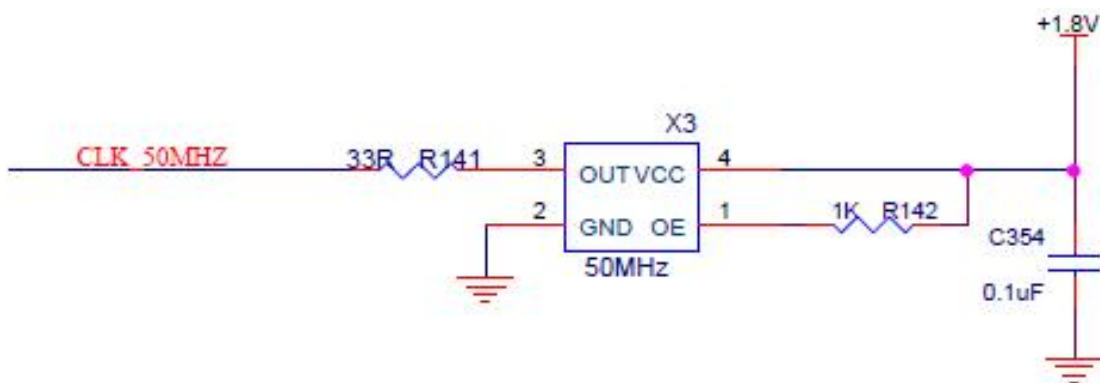 +1.8V
X3
CLK_50MHZ
33R R141
3
OUT VCC
4
2
GND OE
1
1K R142
50MHz
C354
0.1uF